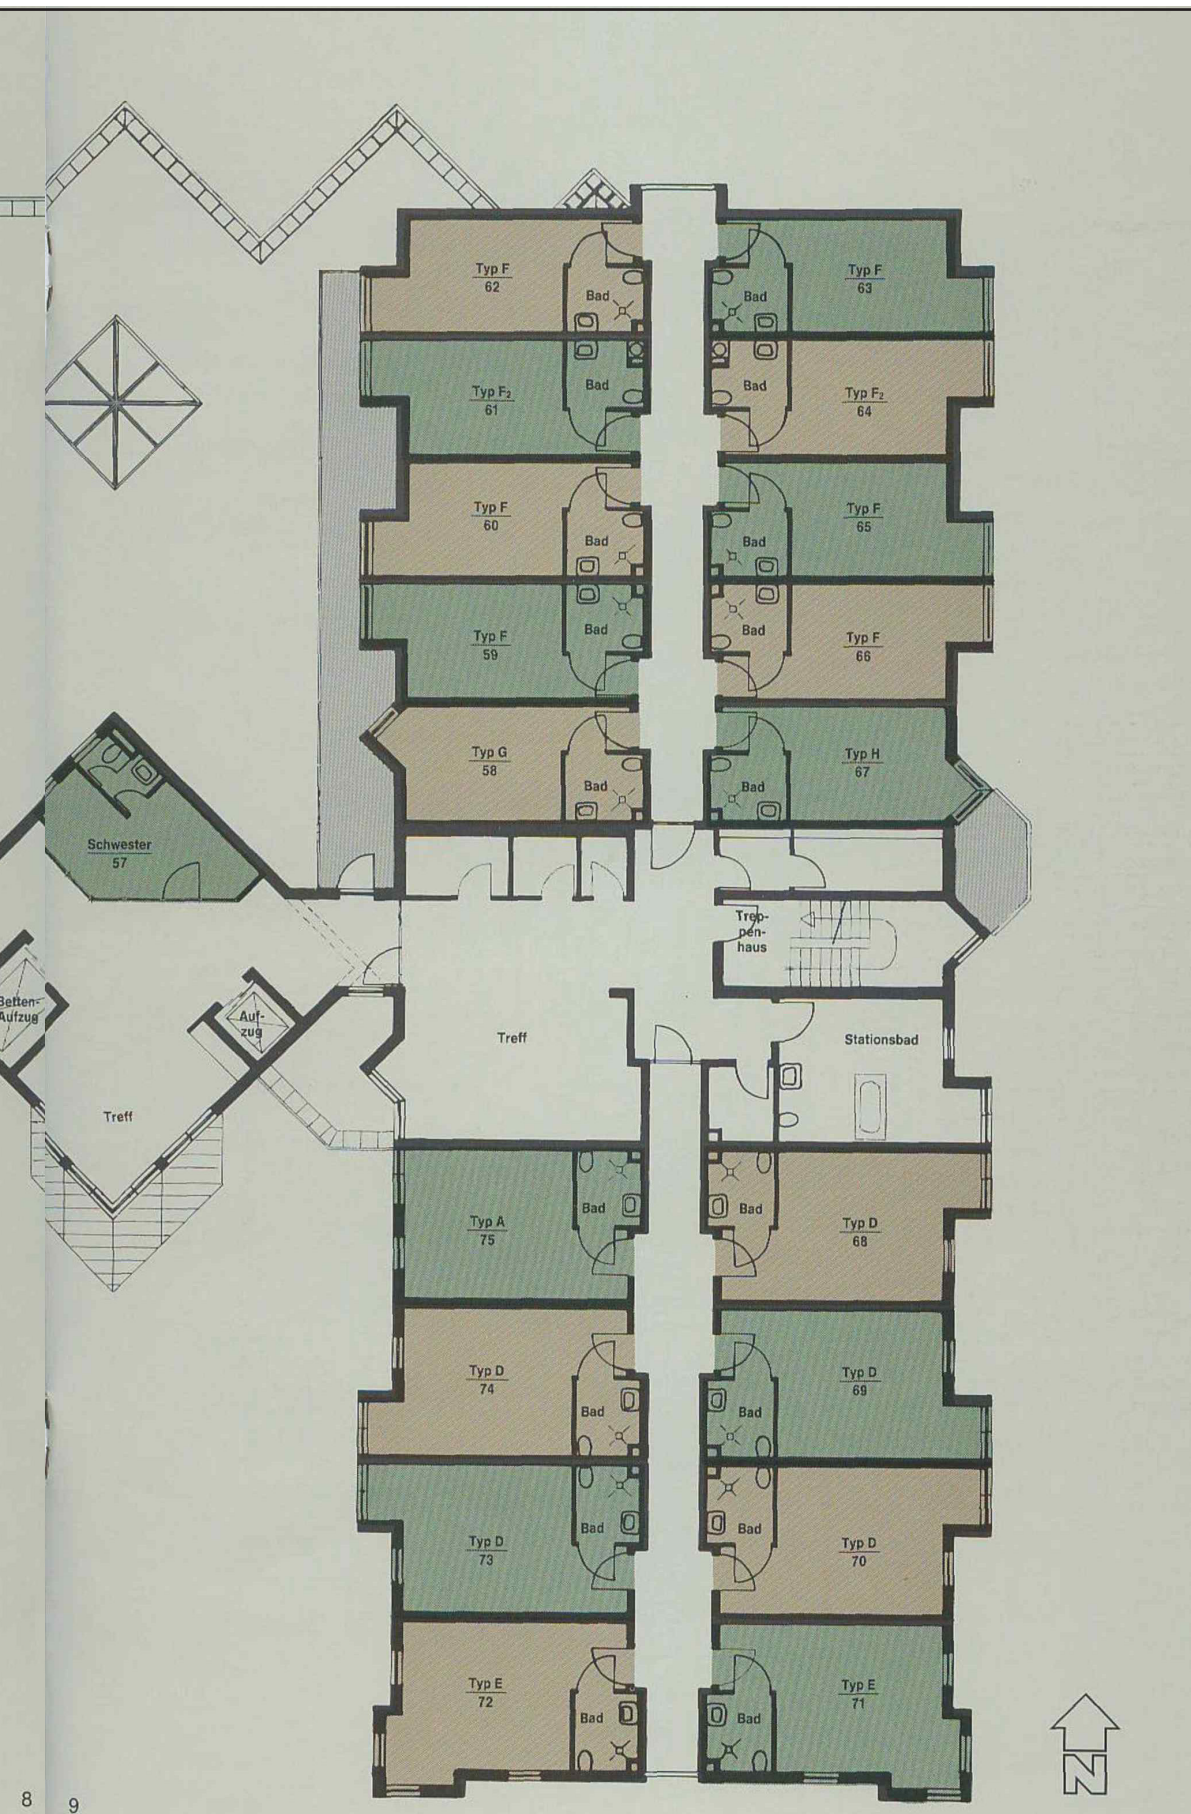 Typ F
62
Bad
Typ F
63
Bad
Typ F2
61
Bad
Typ F2
64
Bad
Typ F
60
Bad
Typ F
65
Bad
Typ F
59
Bad
Typ F
66
Bad
Typ G
58
Bad
Typ H
67
Bad
Schwester
57
Trep-
pen-
haus
Betten-
Aufzug
Auf-
zug
Treff
Stationsbad
Treff
Typ A
75
Bad
Typ D
68
Bad
Typ D
74
Bad
Typ D
69
Bad
Typ D
73
Bad
Typ D
70
Bad
Typ E
72
Bad
Typ E
71
Bad
N
8
9